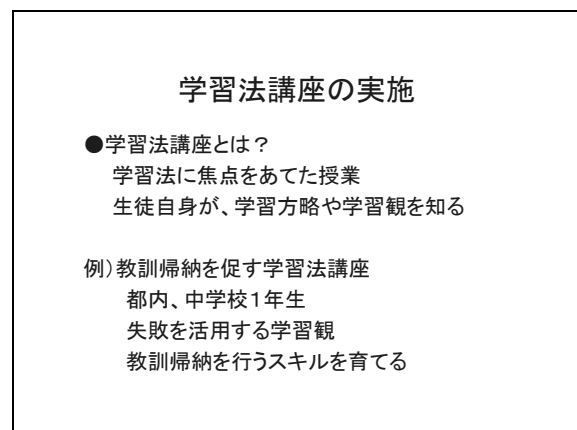 学習法講座の実施
●学習法講座とは？
学習法に焦点をあてた授業
生徒自身が、学習方略や学習観を知る
例）教訓帰納を促す学習法講座
都内、中学校１年生
失敗を活用する学習観
教訓帰納を行うスキルを育てる